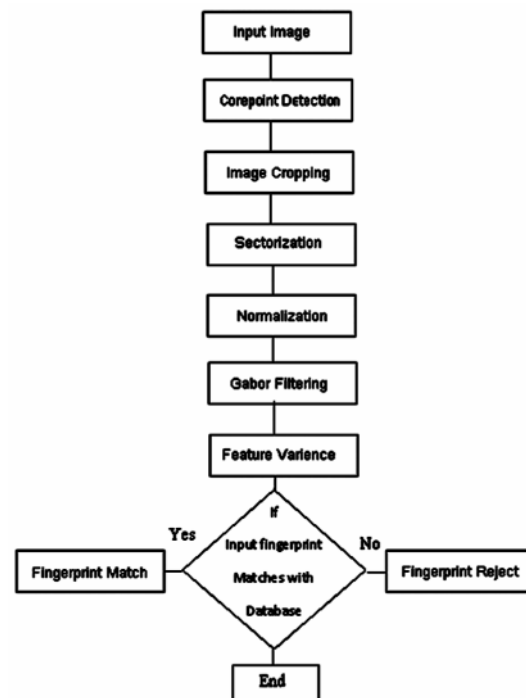 Input Image
Corepoint Detection
Image Cropping
Sectorization
Normalization
Gabor Filtering
Feature Varience
If
Yes
Input fingerprint
No
Fingerprint Match
Matches with
Fingerprint Reject
Database
End